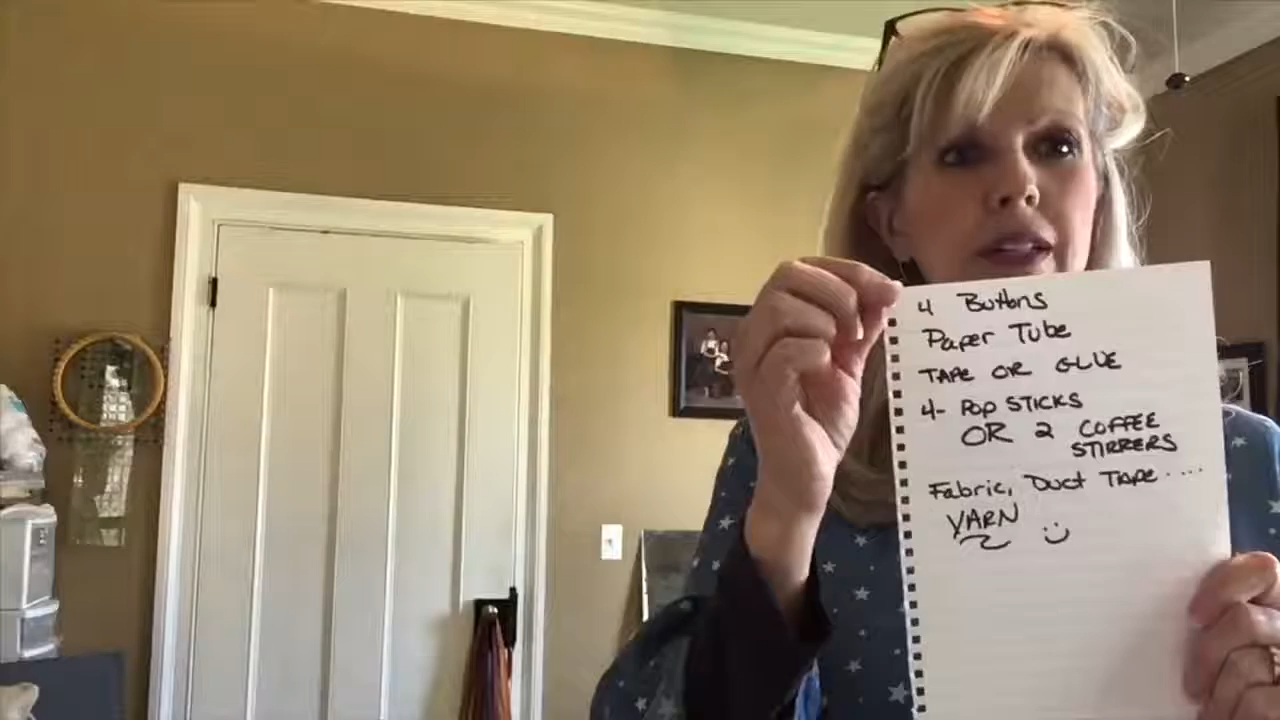 4 Buttons
Paper Tube
TAPE OR GLUE
4- POP STICKS
OR 2 COFFEE
STIRRERS
Fabric, Duct Tape ....
YARN